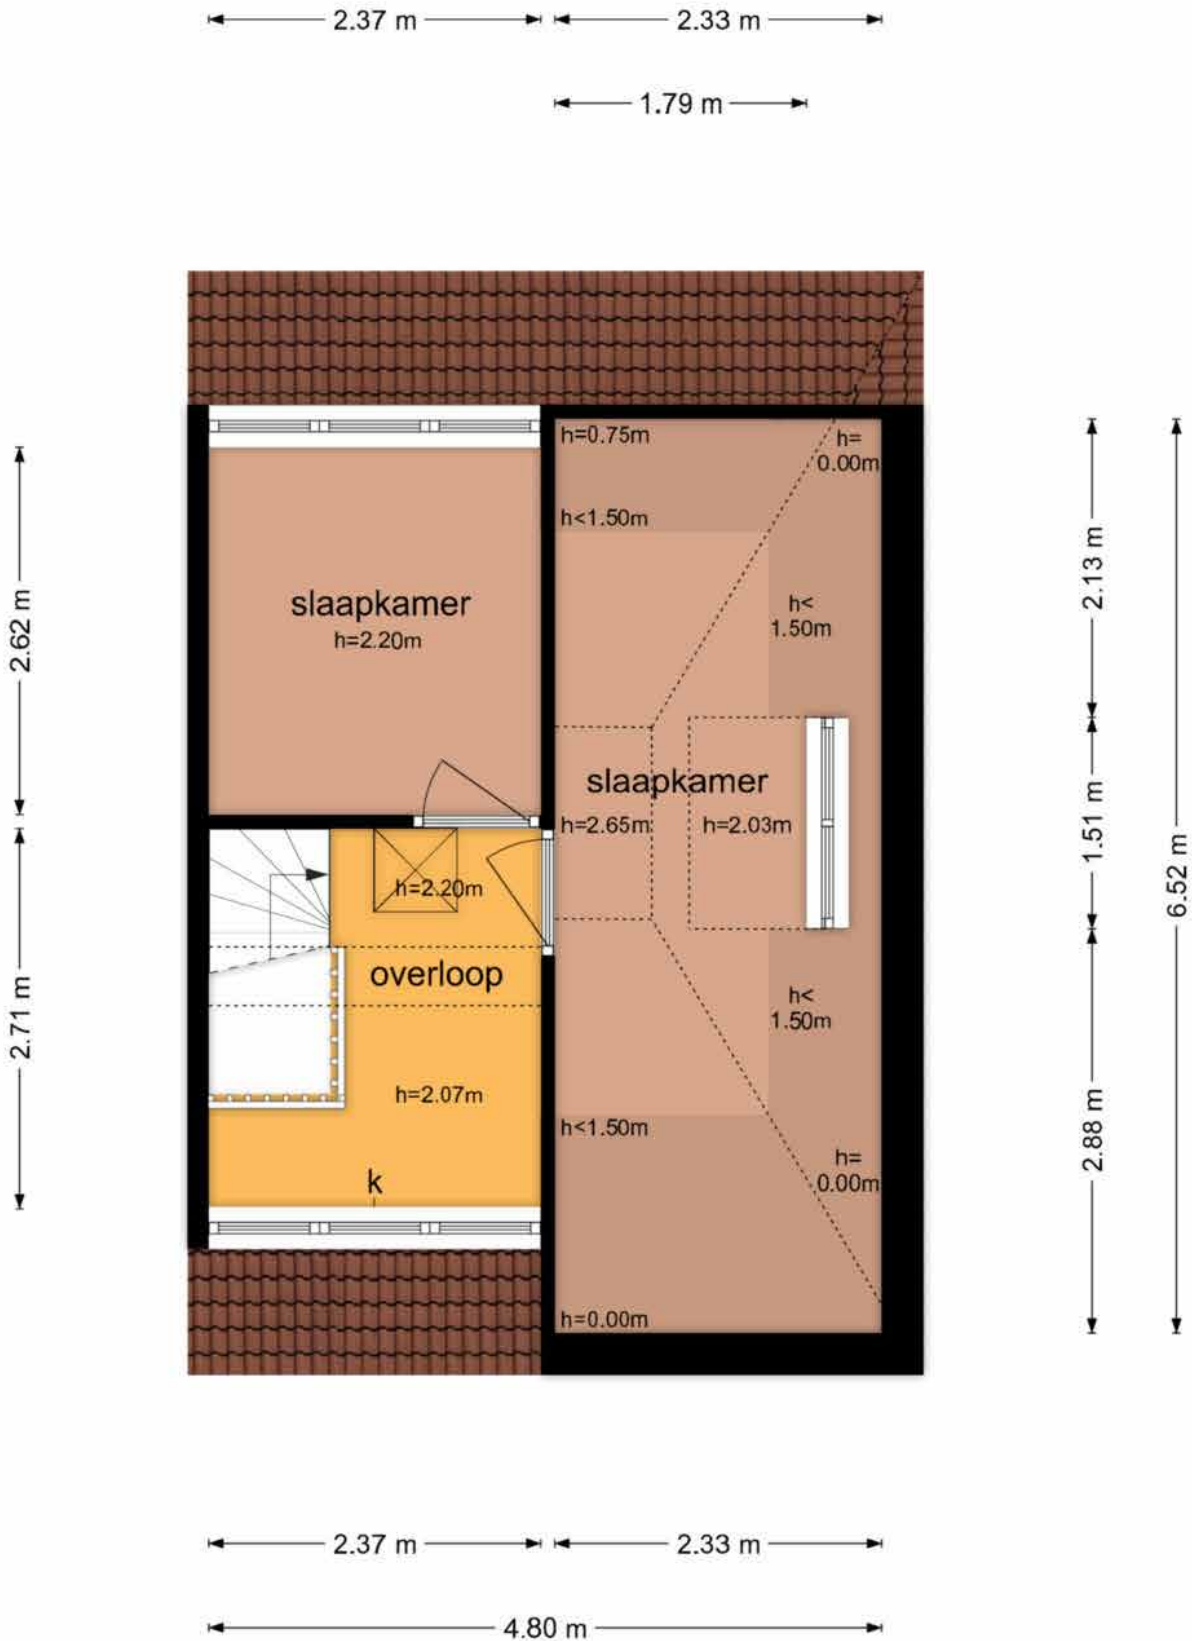 2.37 m
2.33 m
1.79 m
h=0.75m
h=
0.00m
h<1.50m
2.13 m
slaapkamer
h=2.20m
h<
1.50m
2.62 m
slaapkamer
h=2.65m
h=2.03m
1.51 m
6.52 m
h=2.20m
overloop
h<
1.50m
2.71 m
h=2.07m
h<1.50m
2.88 m
h=
0.00m
k
h=0.00m
2.37 m
2.33 m
4.80 m